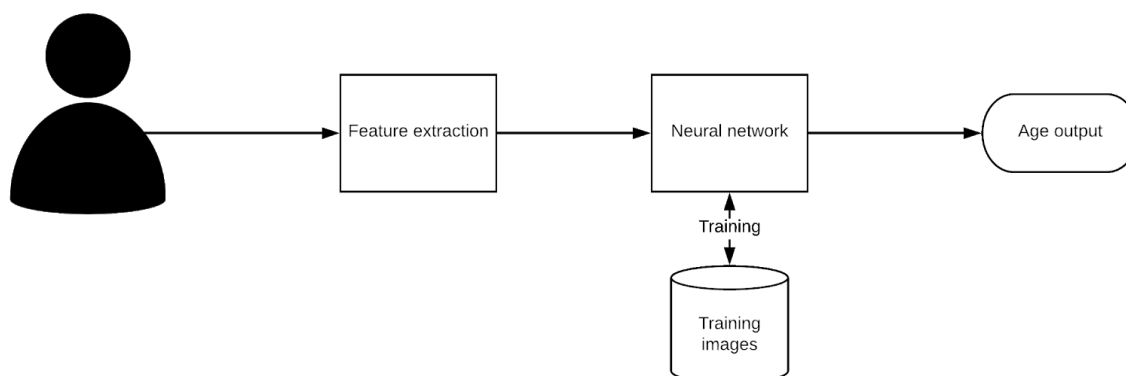 Feature extraction
Neural network
Age output
Training
Training
images